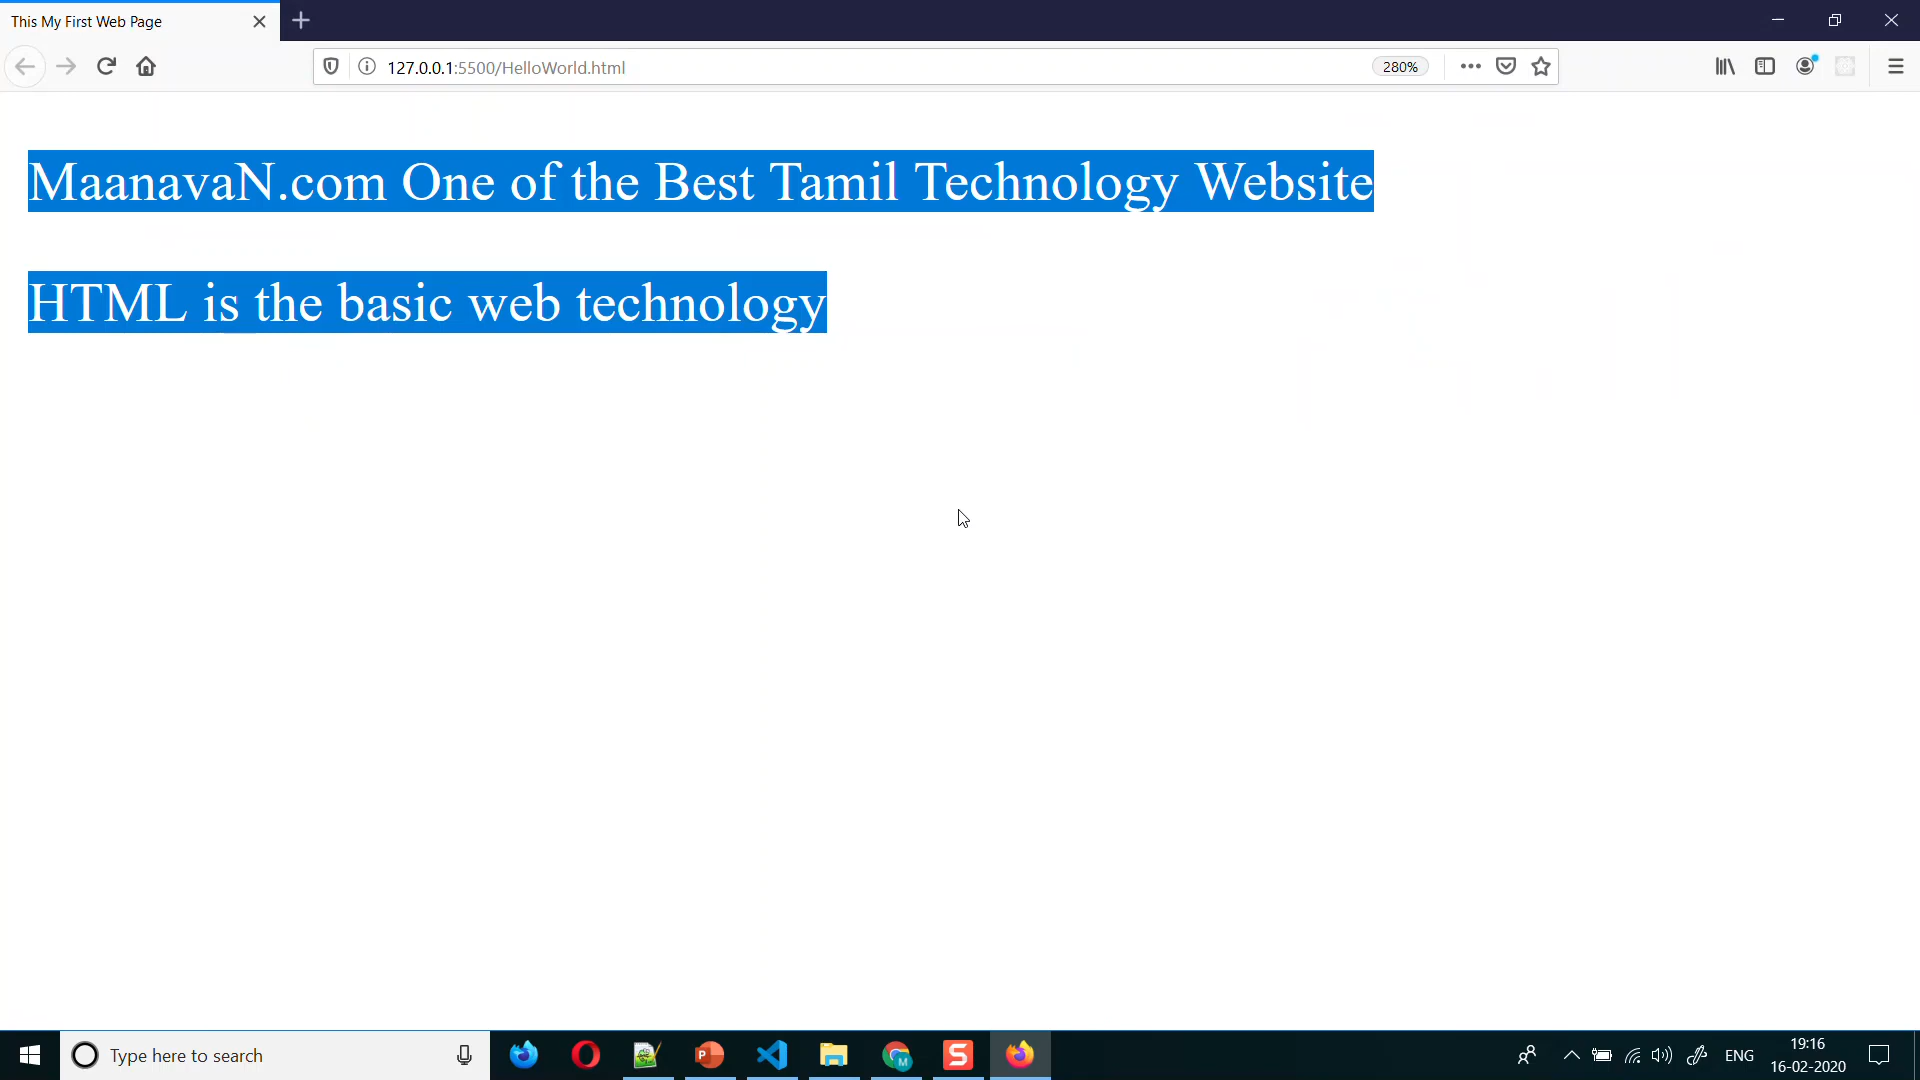 This My First Web Page
127.0.0.1:5500/HelloWorld.html
280%
MaanavaN.com One of the Best Tamil Technology Website
HTML is the basic web technology
Type here to search
ENG
19:16
16-02-2020